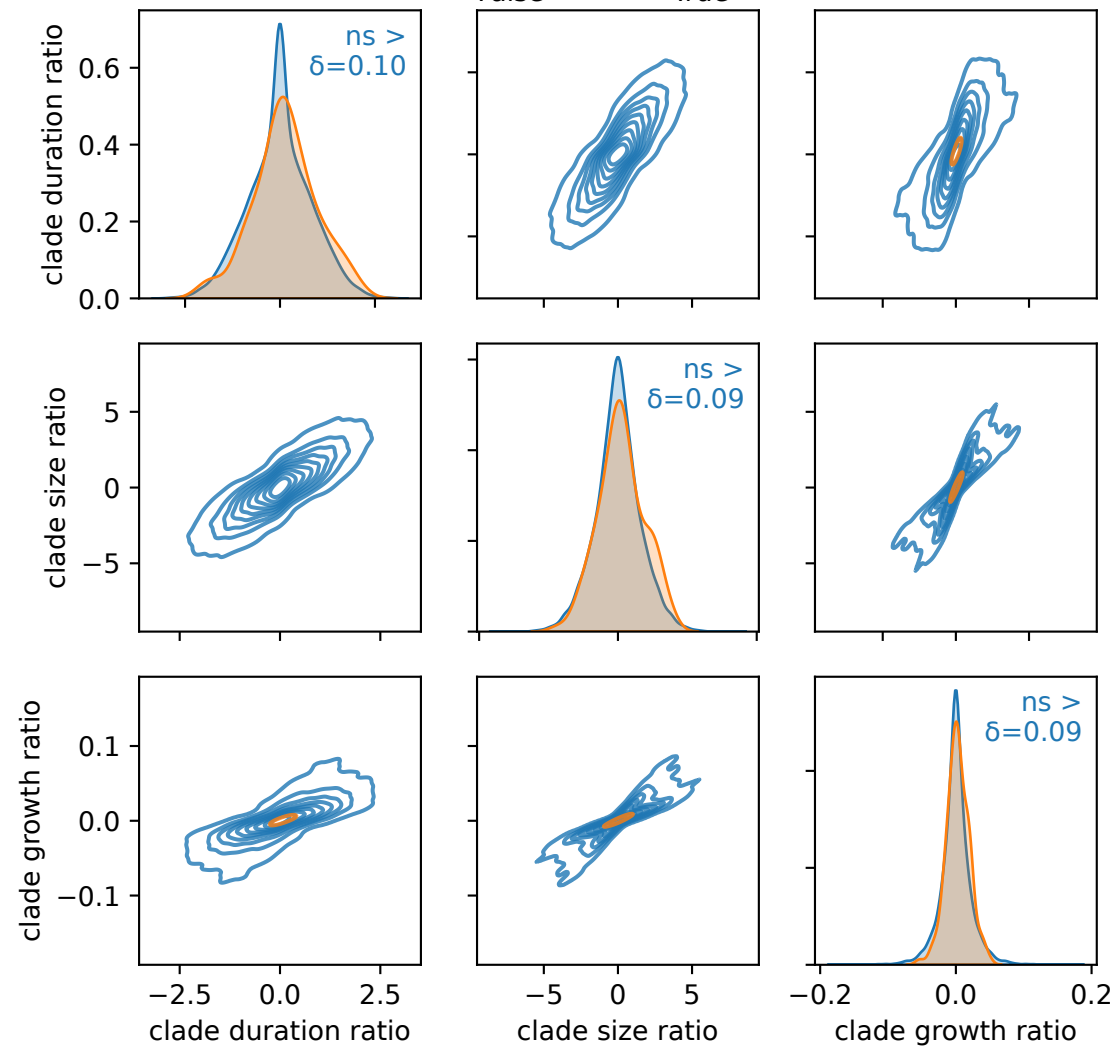 clade duration ratio
0.6
0.4
0.2
0.0
ns >
δ=0.10
clade size ratio
5
0
−5
ns >
δ=0.09
clade growth ratio
0.1
0.0
−0.1
ns >
δ=0.09
−2.5 0.0 2.5
−5 0 5
−0.2 0.0 0.2
clade duration ratio
clade size ratio
clade growth ratio